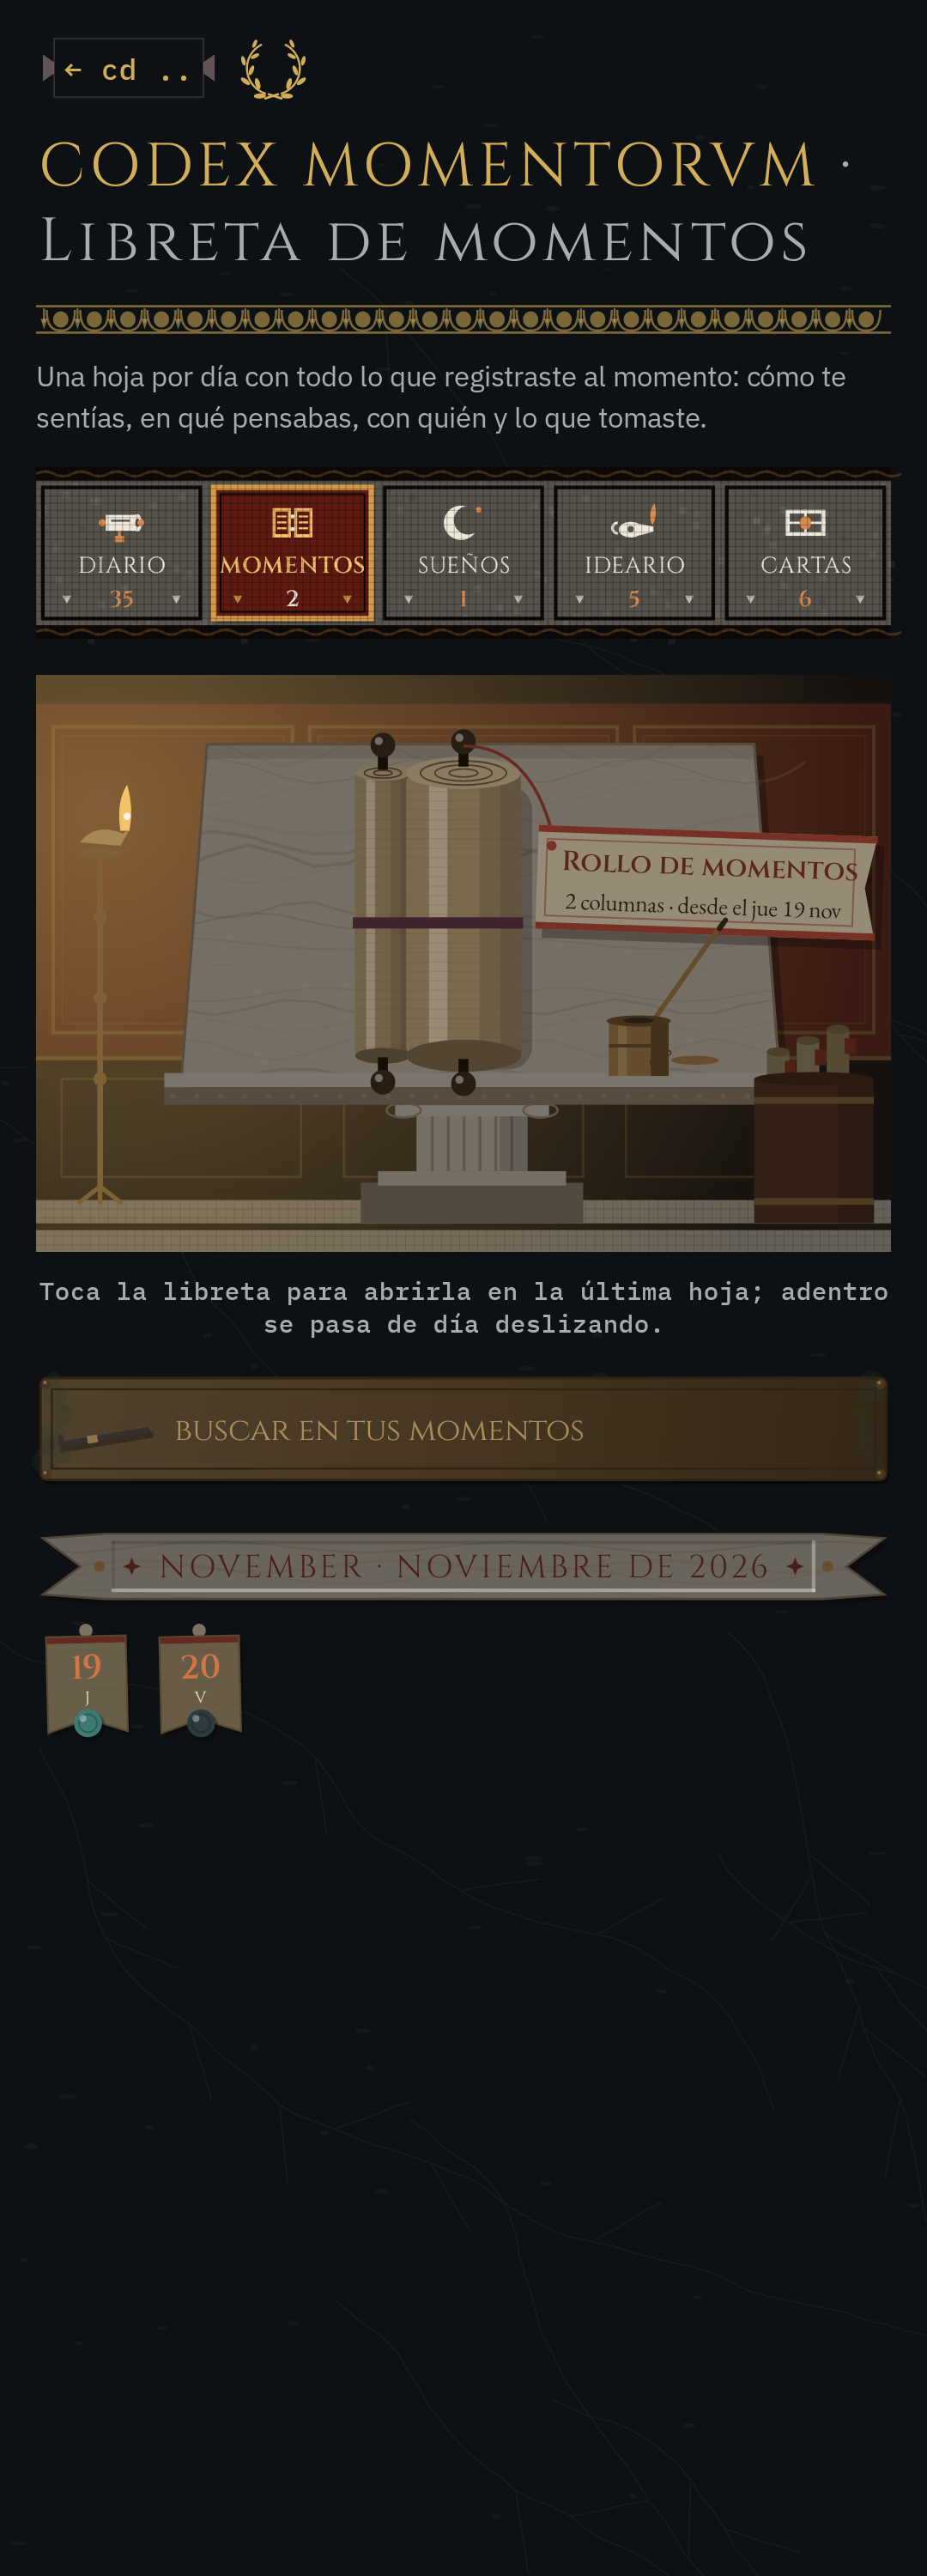 ← cd ..
CODEX MOMENTORVM ·
LIBRETA DE MOMENTOS
Una hoja por día con todo lo que registraste al momento: cómo te
sentías, en qué pensabas, con quién y lo que tomaste.
DIARIO
35
MOMENTOS
2
SUEÑOS
1
IDEARIO
5
CARTAS
6
ROLLO DE MOMENTOS
2 columnas · desde el jue 19 nov
Toca la libreta para abrirla en la última hoja; adentro
se pasa de día deslizando.
BUSCAR EN TUS MOMENTOS
NOVEMBER · NOVIEMBRE DE 2026
19
J
20
V